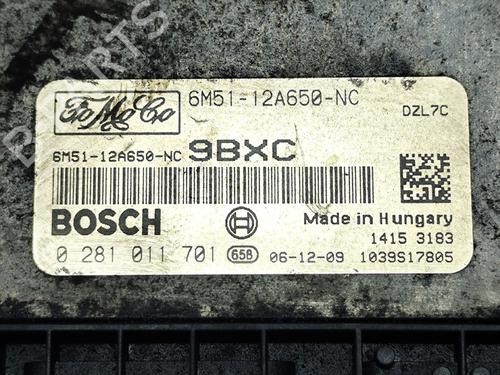 FoMoCo
6M51-12A650-NC
DZL7C
6M51-12A650-NC 9BXC
BOSCH
Made in Hungary
1415 3183
0 281 011 701 658 06-12-09 1039S17805
PARTS